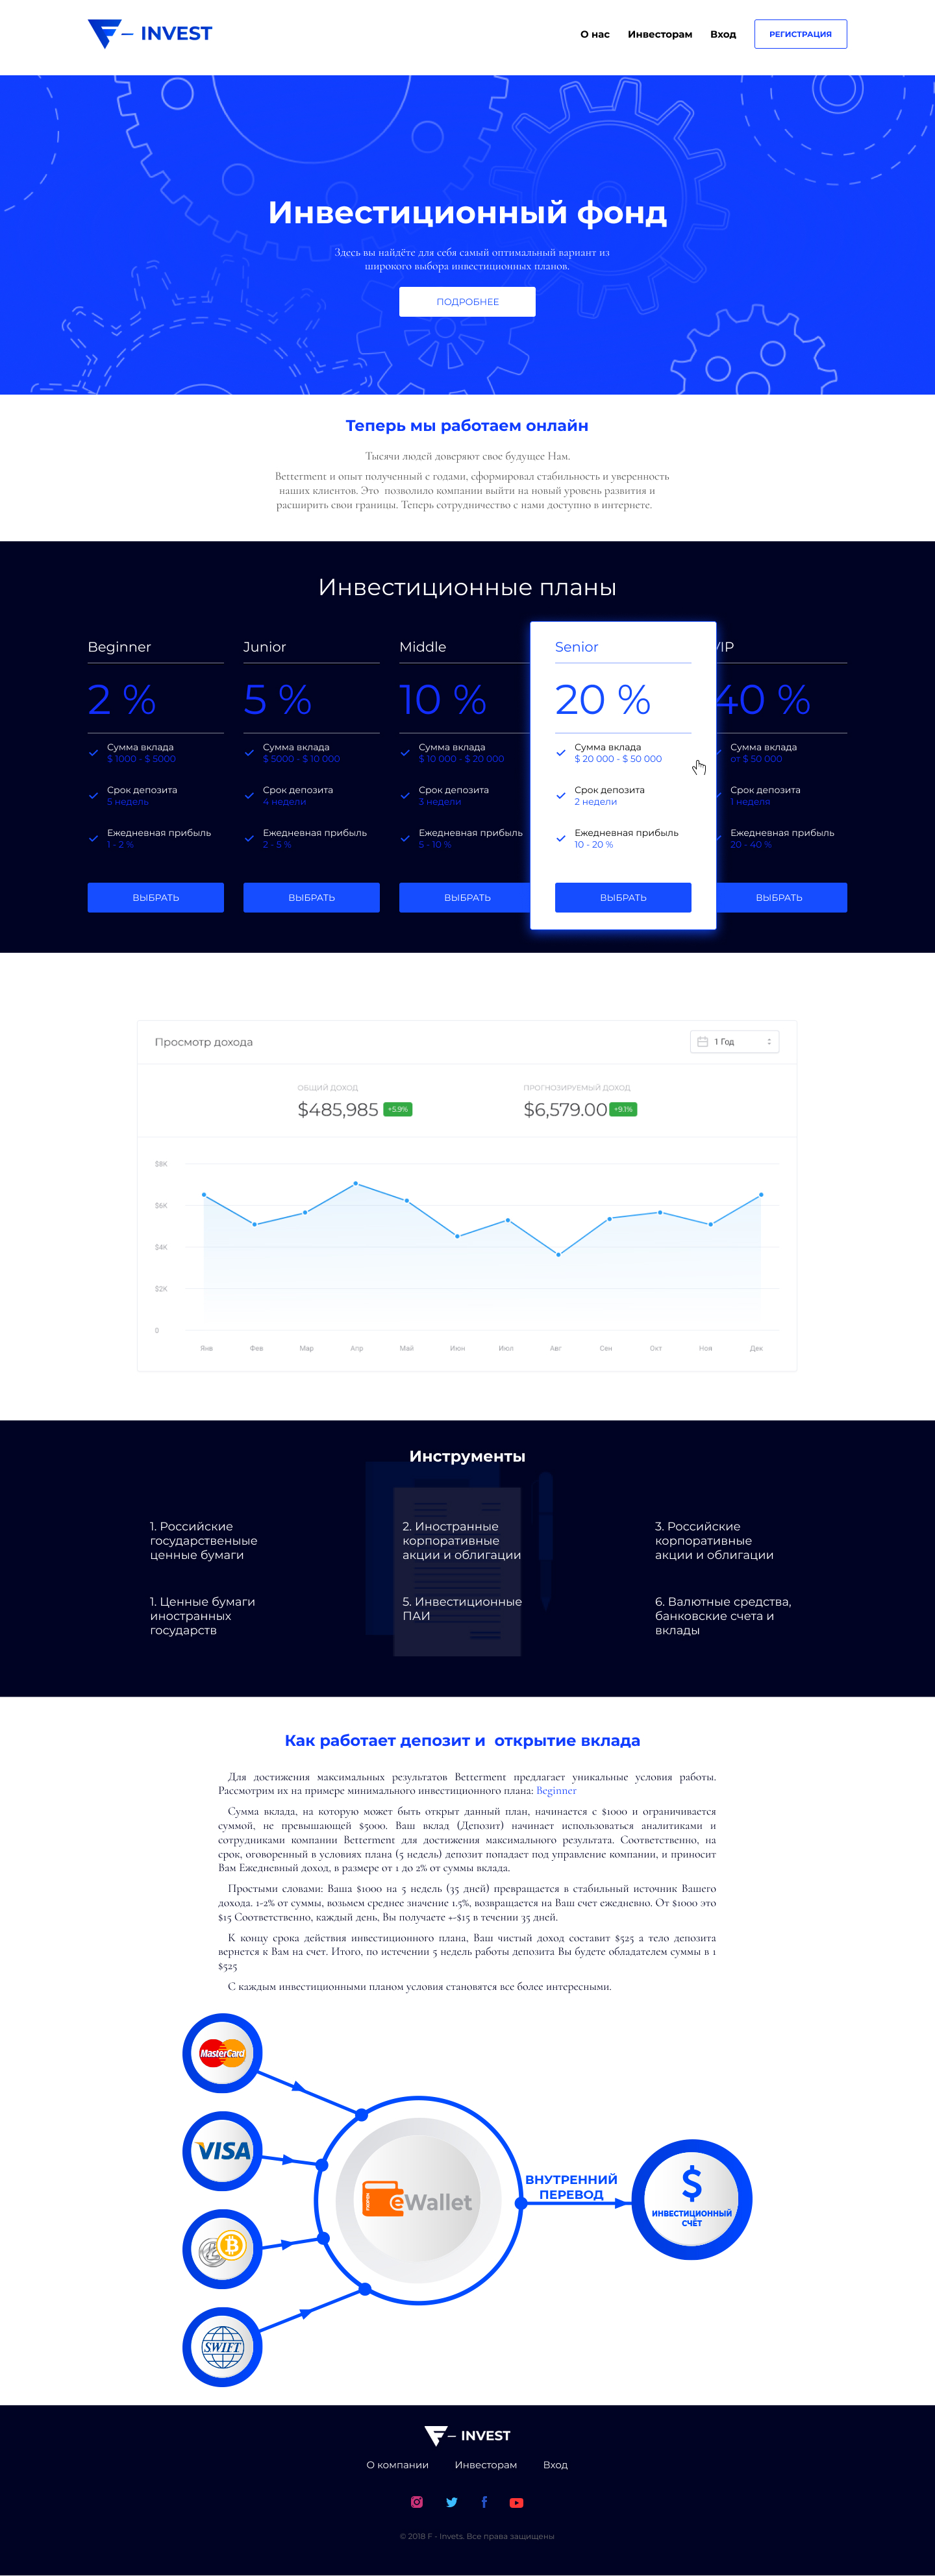 F – INVEST
О нас Инвесторам Вход РЕГИСТРАЦИЯ
Инвестиционный фонд
Здесь вы найдёте для себя самый оптимальный вариант из
широкого выбора инвестиционных планов.
ПОДРОБНЕЕ
Теперь мы работаем онлайн
Тысячи людей доверяют свое будущее Нам.
Betterment и опыт полученный с годами, сформировал стабильность и уверенность
наших клиентов. Это позволило компании выйти на новый уровень развития и
расширить свои границы. Теперь сотрудничество с нами доступно в интернете.
Инвестиционные планы
Beginner
2 %
Сумма вклада
$ 1000 - $ 5000
Срок депозита
5 недель
Ежедневная прибыль
1 - 2 %
ВЫБРАТЬ
Junior
5 %
Сумма вклада
$ 5000 - $ 10 000
Срок депозита
4 недели
Ежедневная прибыль
2 - 5 %
ВЫБРАТЬ
Middle
10 %
Сумма вклада
$ 10 000 - $ 20 000
Срок депозита
3 недели
Ежедневная прибыль
5 - 10 %
ВЫБРАТЬ
Senior
20 %
Сумма вклада
$ 20 000 - $ 50 000
Срок депозита
2 недели
Ежедневная прибыль
10 - 20 %
ВЫБРАТЬ
VIP
40 %
Сумма вклада
от $ 50 000
Срок депозита
1 неделя
Ежедневная прибыль
20 - 40 %
ВЫБРАТЬ
Просмотр дохода
1 Год
ОБЩИЙ ДОХОД
$485,985 +5.9%
ПРОГНОЗИРУЕМЫЙ ДОХОД
$6,579.00 +9.1%
$8K
$6K
$4K
$2K
0
Янв Фев Мар Апр Май Июн Июл Авг Сен Окт Ноя Дек
Инструменты
1. Российские
государственыые
ценные бумаги
2. Иностранные
корпоративные
акции и облигации
3. Российские
корпоративные
акции и облигации
1. Ценные бумаги
иностранных
государств
5. Инвестиционные
ПАИ
6. Валютные средства,
банковские счета и
вклады
Как работает депозит и открытие вклада
Для достижения максимальных результатов Betterment предлагает уникальные условия работы.
Рассмотрим их на примере минимального инвестиционного плана: Beginner
Сумма вклада, на которую может быть открыт данный план, начинается с $1000 и ограничивается
суммой, не превышающей $5000. Ваш вклад (Депозит) начинает использоваться аналитиками и
сотрудниками компании Betterment для достижения максимального результата. Соответственно, на
срок, оговоренный в условиях плана (5 недель) депозит попадает под управление компании, и приносит
Вам Ежедневный доход, в размере от 1 до 2% от суммы вклада.
Простыми словами: Ваша $1000 на 5 недель (35 дней) превращается в стабильный источник Вашего
дохода. 1-2% от суммы, возьмем среднее значение 1.5%, возвращается на Ваш счет ежедневно. От $1000 это
$15 Соответственно, каждый день, Вы получаете +-$15 в течении 35 дней.
К концу срока действия инвестиционного плана, Ваш чистый доход составит $525 а тело депозита
вернется к Вам на счет. Итого, по истечении 5 недель работы депозита Вы будете обладателем суммы в 1
$525
С каждым инвестиционными планом условия становятся все более интересными.
MasterCard
VISA
SWIFT
eWallet
ВНУТРЕННИЙ
ПЕРЕВОД
$
ИНВЕСТИЦИОННЫЙ
СЧЁТ
F – INVEST
О компании Инвесторам Вход
© 2018 F - Invets. Все права защищены